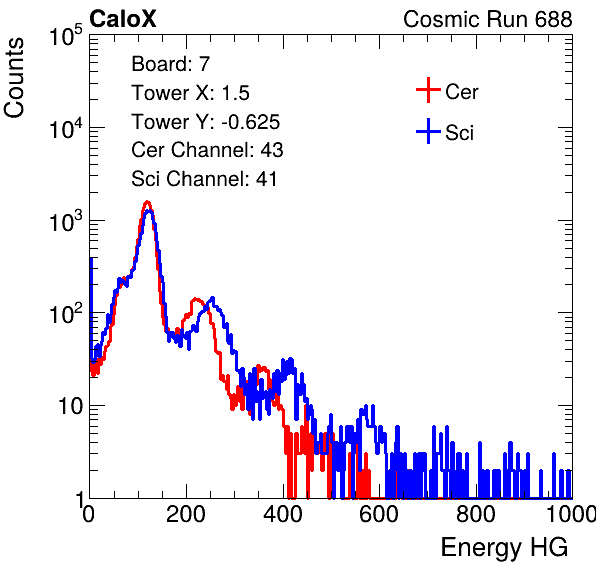 CaloX Cosmic Run 688
Counts
10^5
10^4
10^3
10^2
10
1
Board: 7
Tower X: 1.5
Tower Y: -0.625
Cer Channel: 43
Sci Channel: 41
Cer
Sci
0 200 400 600 800 1000
Energy HG